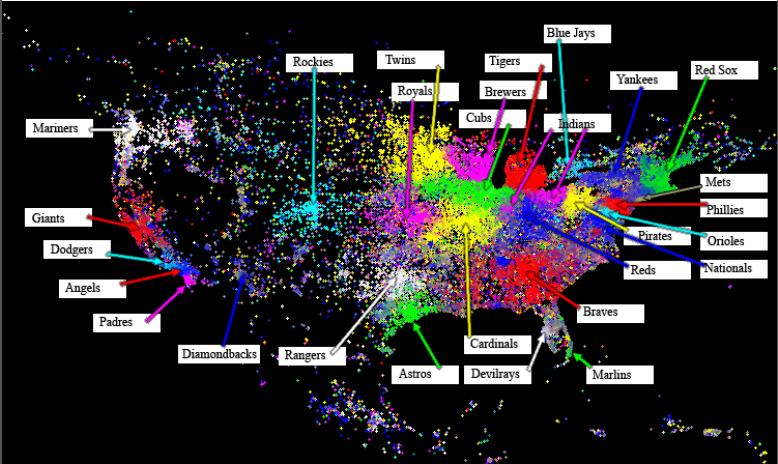 Blue Jays
Rockies
Twins
Tigers
Red Sox
Yankees
Royals
Brewers
Cubs
Indians
Mariners
Mets
Giants
Phillies
Pirates
Orioles
Dodgers
Reds
Nationals
Angels
Padres
Braves
Diamondbacks
Rangers
Cardinals
Astros
Devilrays
Marlins